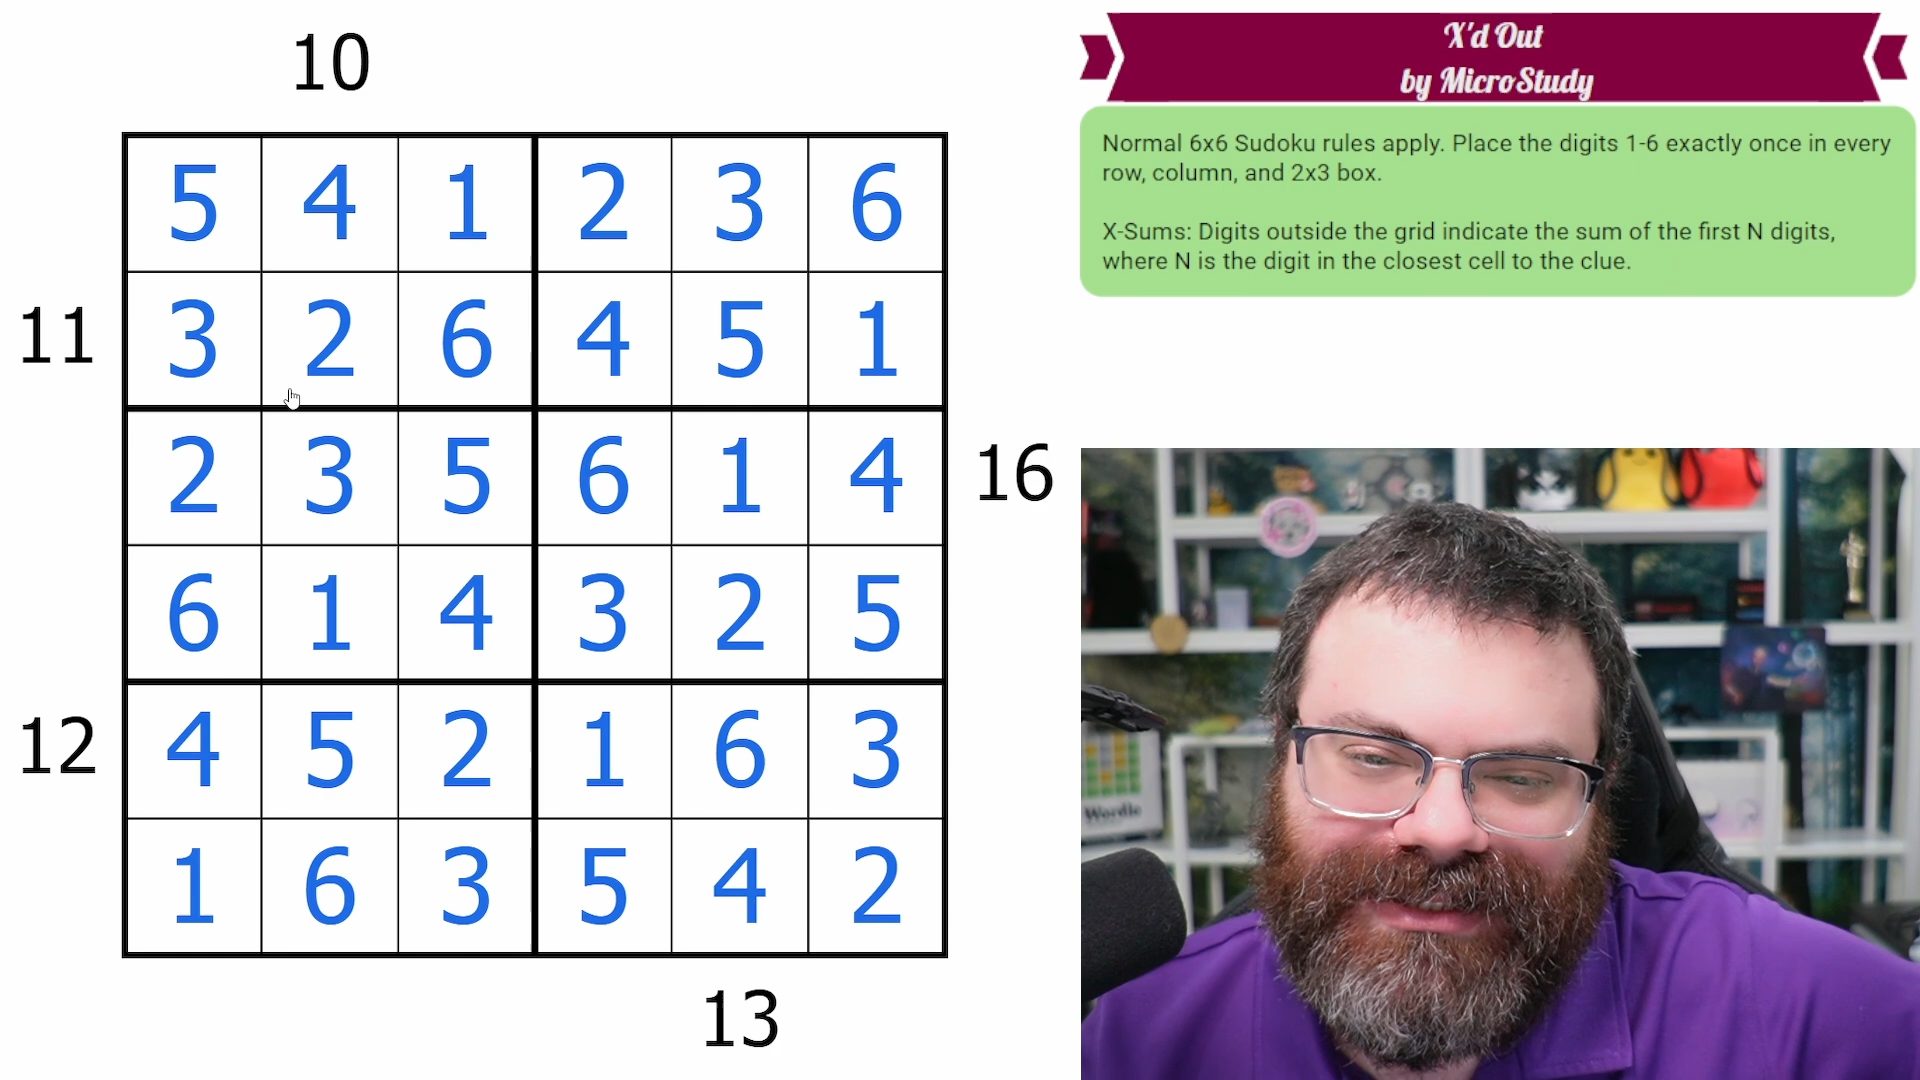 X'd Out
by MicroStudy
Normal 6x6 Sudoku rules apply. Place the digits 1-6 exactly once in every
row, column, and 2x3 box.
X-Sums: Digits outside the grid indicate the sum of the first N digits,
where N is the digit in the closest cell to the clue.
10
5 4 1 2 3 6
11 3 2 6 4 5 1
2 3 5 6 1 4 16
6 1 4 3 2 5
12 4 5 2 1 6 3
1 6 3 5 4 2
13
Wordle